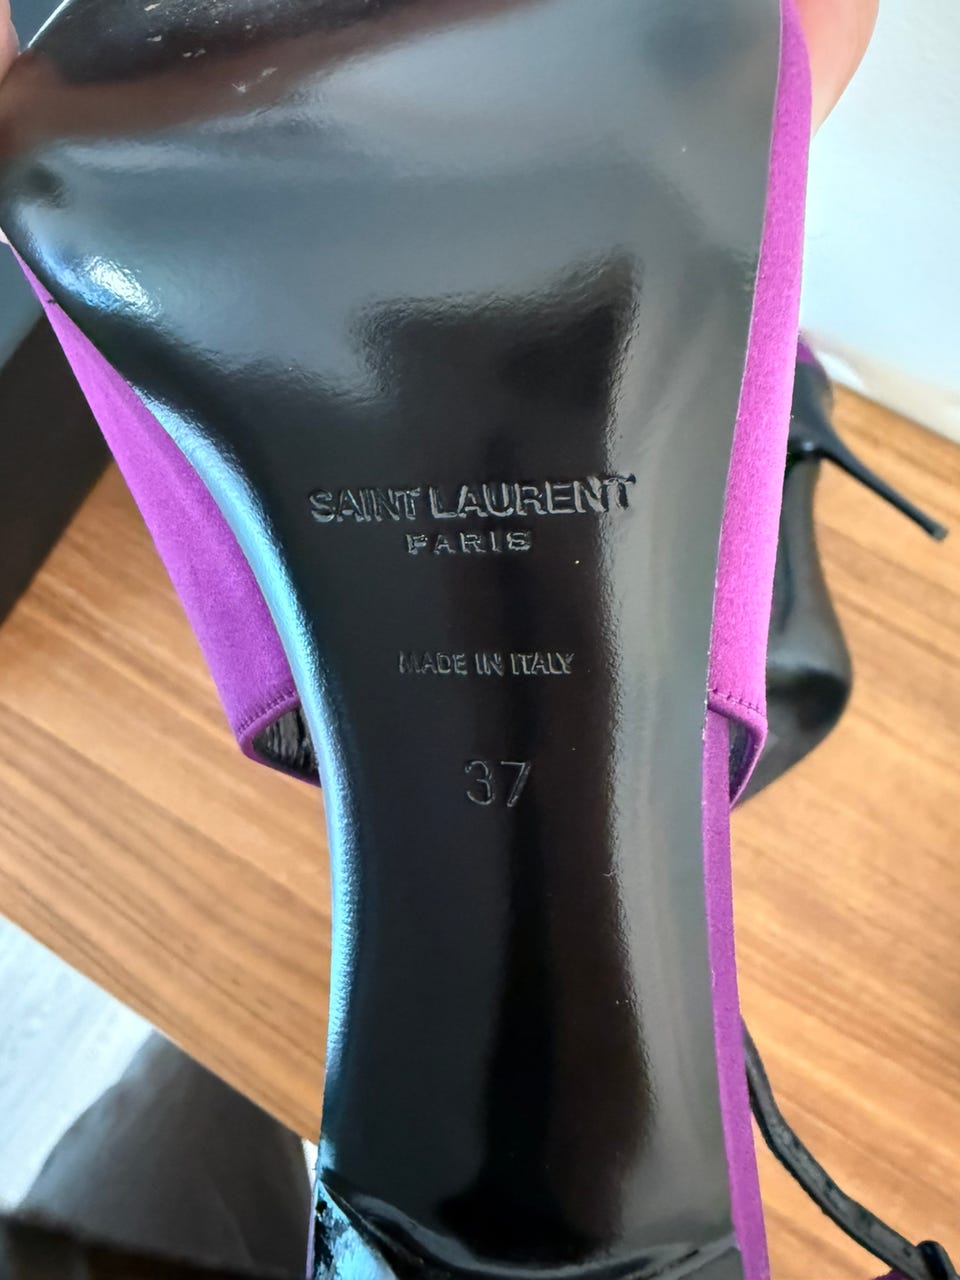 SAINT LAURENT
PARIS
MADE IN ITALY
37